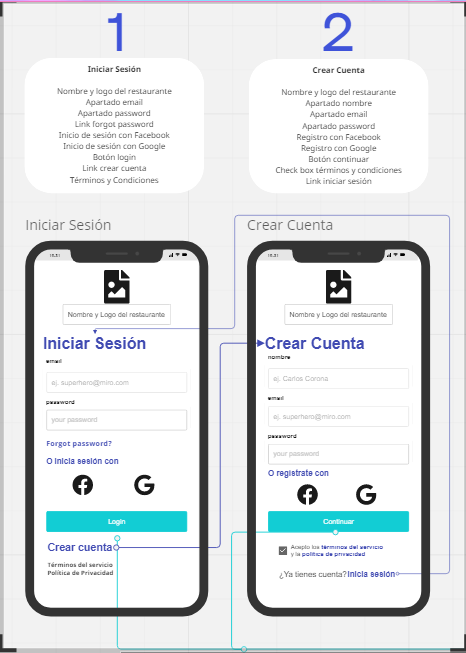 1
Iniciar Sesión
Nombre y logo del restaurante
Apartado email
Apartado password
Link forgot password
Inicio de sesión con Facebook
Inicio de sesión con Google
Botón login
Link crear cuenta
Términos y Condiciones
2
Crear Cuenta
Nombre y logo del restaurante
Apartado nombre
Apartado email
Apartado password
Registro con Facebook
Registro con Google
Botón continuar
Check box términos y condiciones
Link iniciar sesión
Iniciar Sesión
Nombre y Logo del restaurante
Iniciar Sesión
email
ej. superhero@miro.com
password
your password
Forgot password?
O inicia sesión con
Login
Crear cuenta
Términos del servicio
Política de Privacidad
Crear Cuenta
Nombre y Logo del restaurante
Crear Cuenta
nombre
ej. Carlos Corona
email
ej. superhero@miro.com
password
your password
O registrate con
Continuar
Acepto los términos del servicio
y la política de privacidad
¿Ya tienes cuenta? Inicia sesión